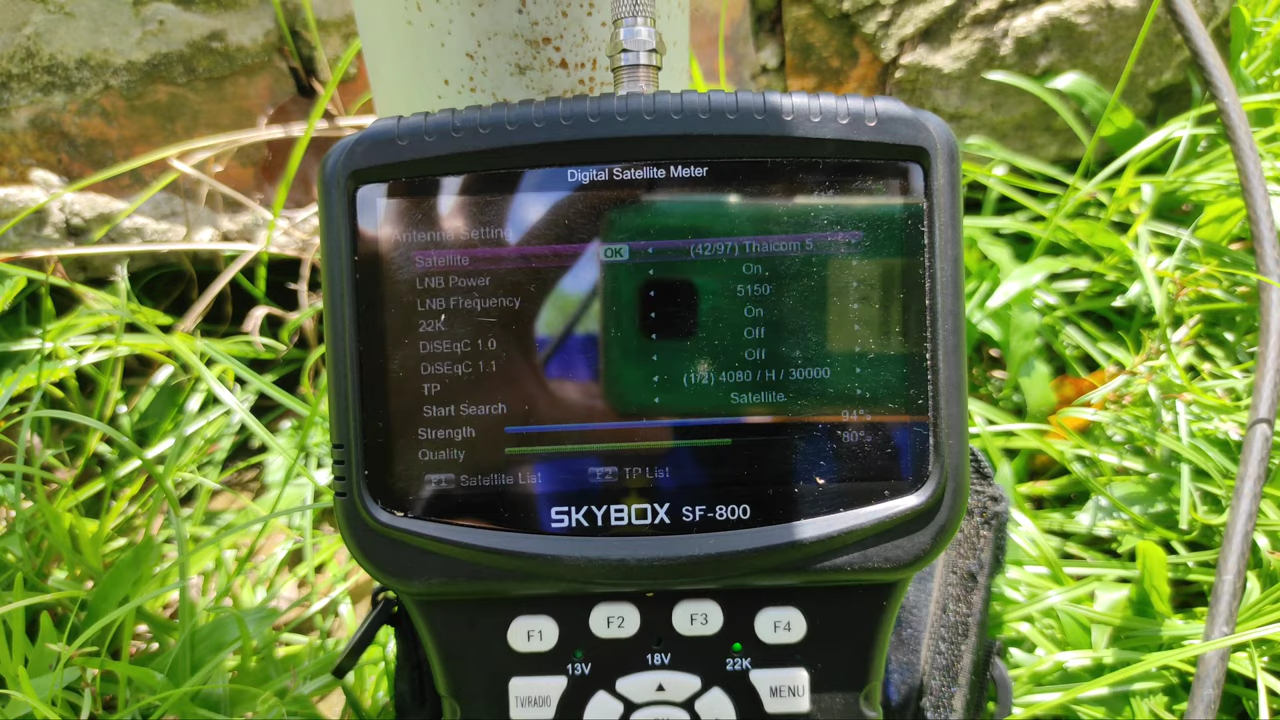 Digital Satellite Meter
Antenna Setting
Satellite OK (42/97) Thaicom 5
LNB Power On
LNB Frequency 5150
22K On
DiSEqC 1.0 Off
DiSEqC 1.1 Off
TP (1/2) 4080 / H / 30000
Start Search Satellite
Strength 94%
Quality 80%
F1 Satellite List F2 TP List
SKYBOX SF-800
F1 F2 F3 F4
13V 18V 22K
TV/RADIO MENU